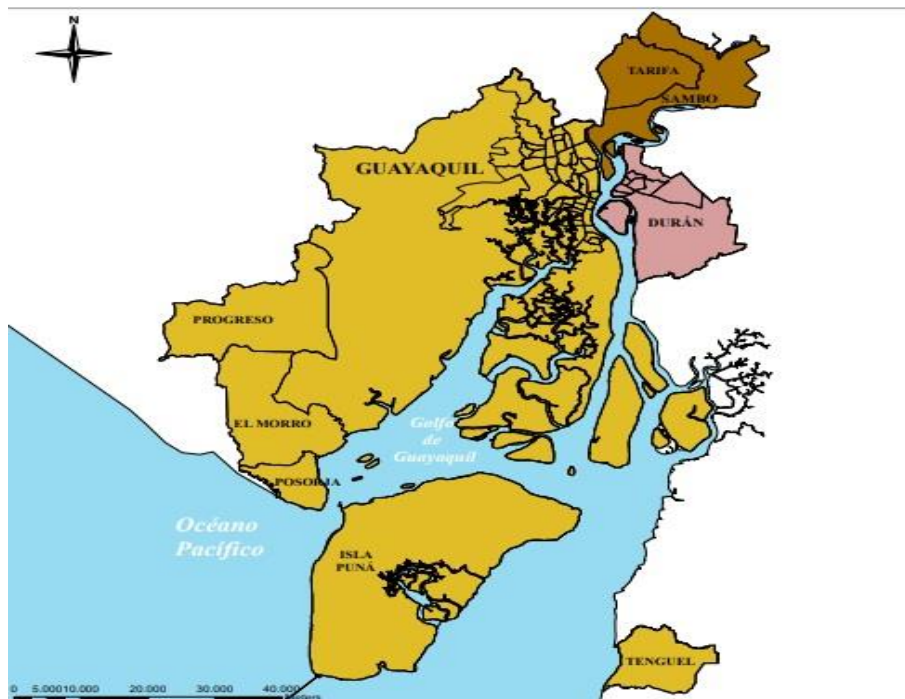 N
TARIFA
SAMBO
GUAYAQUIL
DURÁN
PROGRESO
EL MORRO
Golfo
de
Guayaquil
POSORJA
Océano
Pacífico
ISLA
PUNÁ
TENGUEL
0 5.000 10.000 20.000 30.000 40.000